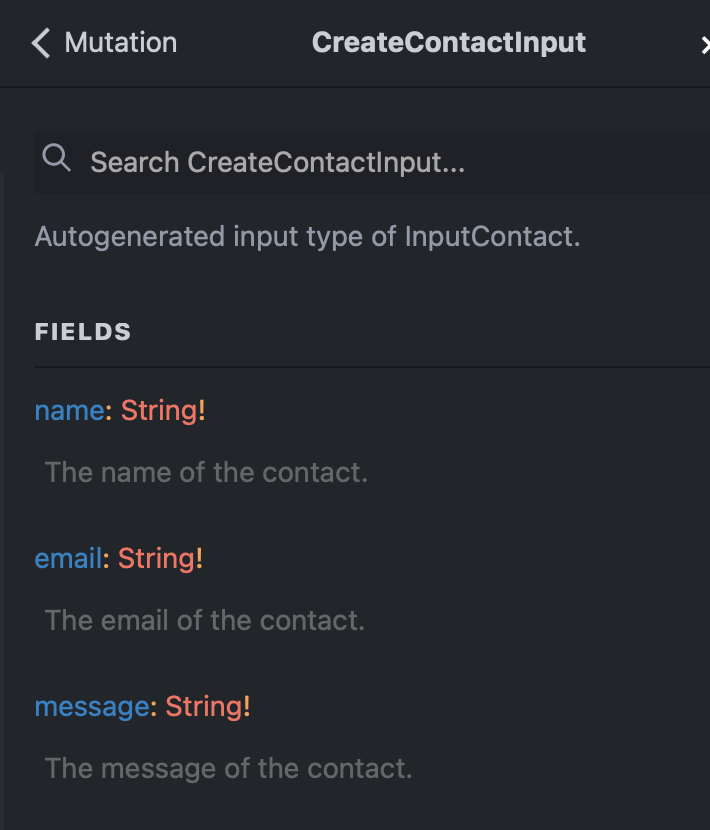 Mutation CreateContactInput
Search CreateContactInput...
Autogenerated input type of InputContact.
FIELDS
name: String!
The name of the contact.
email: String!
The email of the contact.
message: String!
The message of the contact.